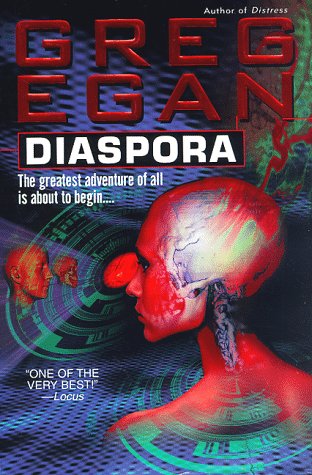 Author of Distress
GREG
EGAN
DIASPORA
The greatest adventure of all
is about to begin....
"ONE OF THE
VERY BEST!"
—Locus